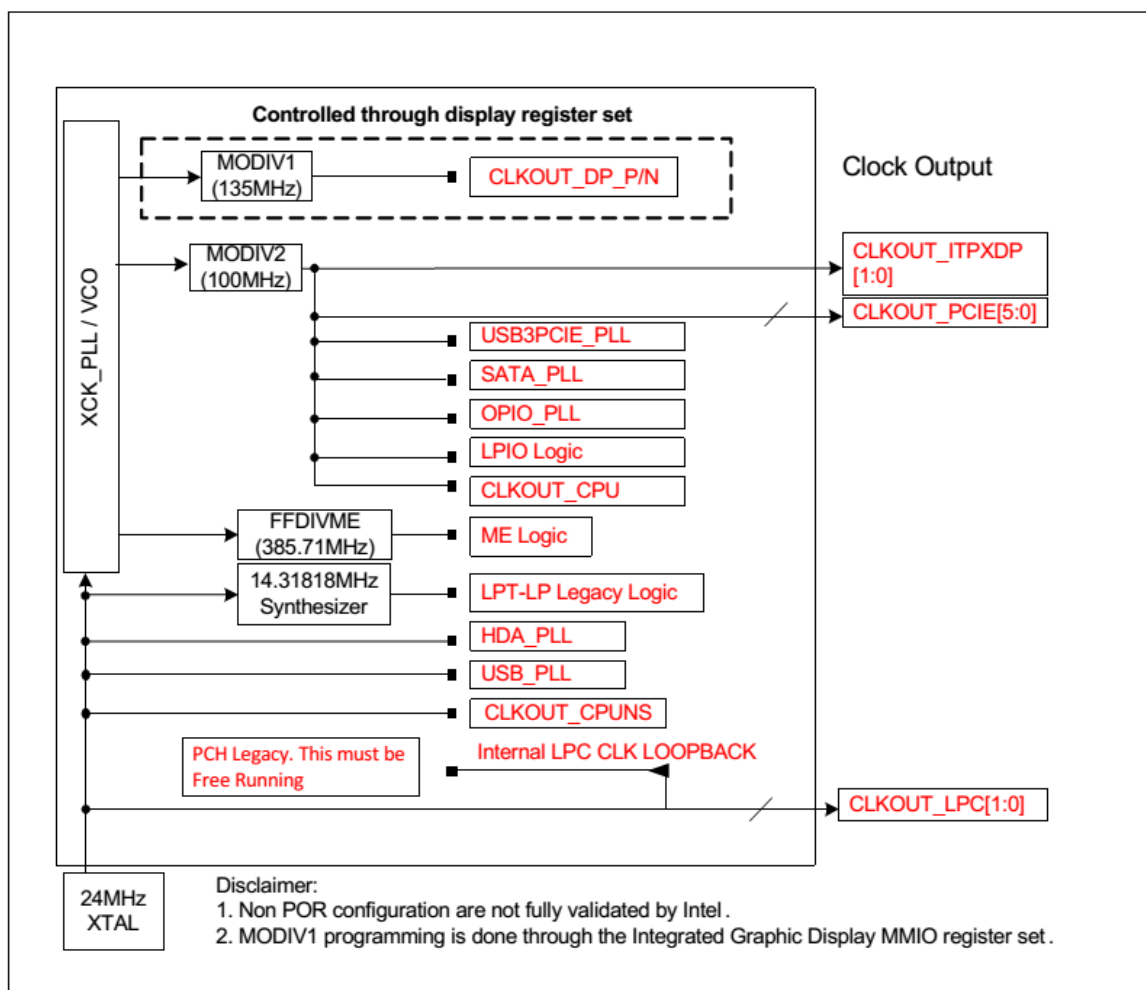 Controlled through display register set
MODIV1
(135MHz)
CLKOUT_DP_P/N
Clock Output
XCK_PLL / VCO
MODIV2
(100MHz)
CLKOUT_ITPXDP
[1:0]
CLKOUT_PCIE[5:0]
USB3PCIE_PLL
SATA_PLL
OPIO_PLL
LPIO Logic
CLKOUT_CPU
FFDIVME
(385.71MHz)
ME Logic
14.31818MHz
Synthesizer
LPT-LP Legacy Logic
HDA_PLL
USB_PLL
CLKOUT_CPUNS
PCH Legacy. This must be
Free Running
Internal LPC CLK LOOPBACK
CLKOUT_LPC[1:0]
24MHz
XTAL
Disclaimer:
1. Non POR configuration are not fully validated by Intel.
2. MODIV1 programming is done through the Integrated Graphic Display MMIO register set.